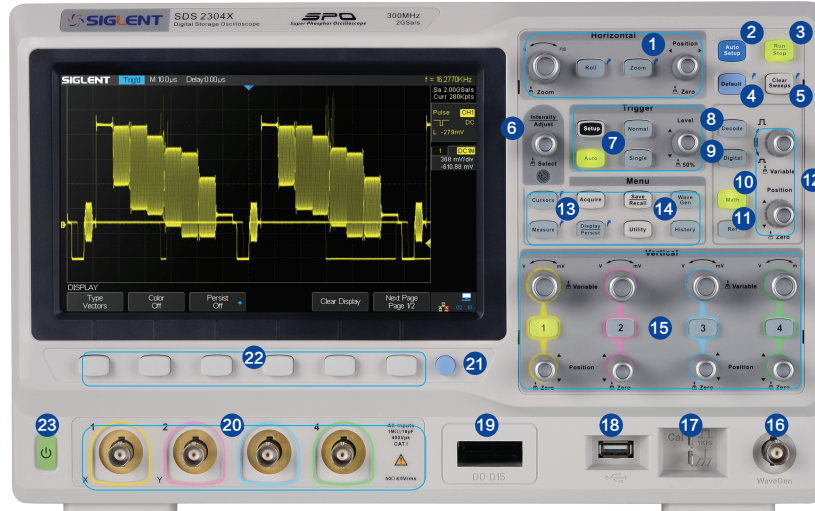 SIGLENT
SDS 2304X
Digital Storage Oscilloscope
SPO
Super Phosphor Oscilloscope
300MHz
2GSa/s
SIGLENT Trig'd M 10.0µs Delay:0.00µs f = 16.2770KHz
Sa 2.00GSa/s
Curr 280Kpts
Pulse CH1
DC
L -279mV
1 DC1M
368 mV/div
-610.88 mV
DISPLAY
Type
Vectors
Color
Off
Persist
Off
Clear Display
Next Page
Page 1/2
Horizontal
1
Position
Roll
Zoom
Zoom
Zero
2
3
Auto
Setup
Run
Stop
Default
Clear
Sweeps
4
5
6
Intensity
Adjust
Select
Trigger
Setup
Normal
Level
7
Auto
Single
50%
8
Decode
9
Digital
Variable
10
12
Math
Position
11
Ref
Zero
Menu
Cursors
13
Acquire
Save
Recall
14
Wave
Gen
Measure
Display
Persist
Utility
History
Vertical
V mV V mV V mV V m
Variable
Variable
1
2
15
3
4
Position
Position
Zero
Zero
Zero
Zero
22
21
23
1
2
20
4
X
Y
All inputs
1MΩ//18pF
400Vpk
CAT I
50Ω≤5Vrms
19
D0-D15
18
17
Cal
1KHz
16
WaveGen